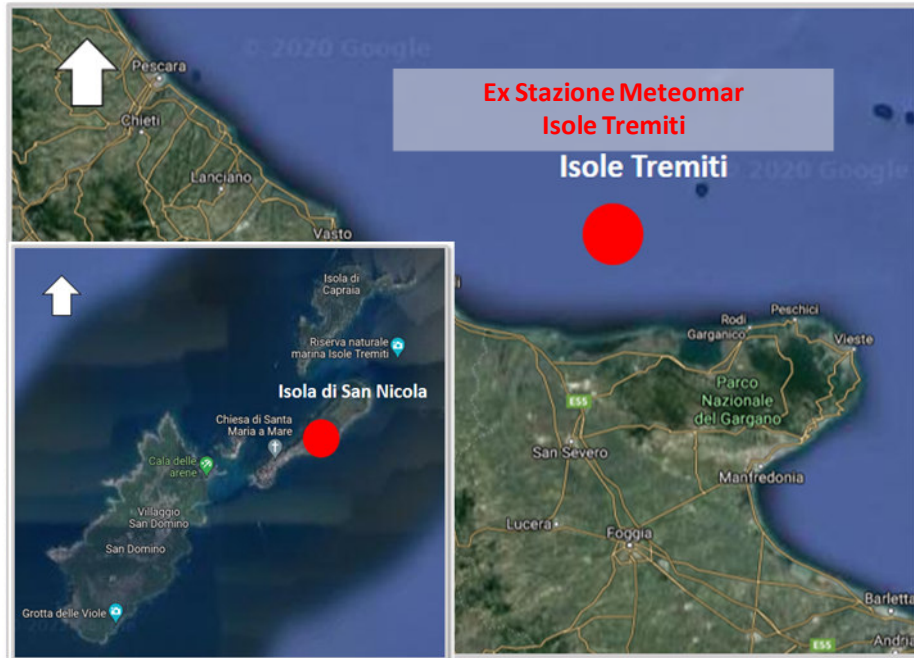 © 2020 Google
Pescara
Chieti
Lanciano
Vasto
Ex Stazione Meteomar
Isole Tremiti
Isole Tremiti
2020 Google
Rodi
Garganico
Peschici
Vieste
Parco
Nazionale
del Gargano
E55
San Severo
Manfredonia
Lucera
Foggia
Barletta
E55
Andria
Isola di
Capraia
Riserva naturale
marina Isole Tremiti
Isola di San Nicola
Chiesa di Santa
Maria a Mare
Cala delle
arene
Villaggio
San Domino
San Domino
Grotta delle Viole